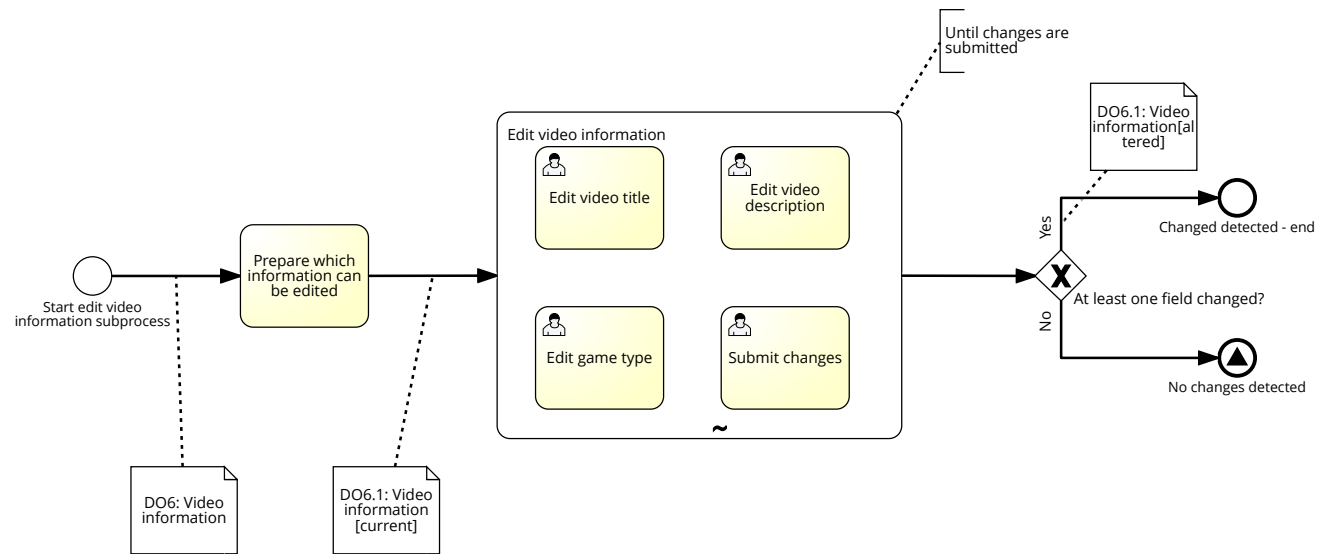 Until changes are
submitted
DO6.1: Video
information[al
tered]
Edit video information
Edit video title
Edit video
description
Yes
Changed detected - end
Prepare which
information can
be edited
Start edit video
information subprocess
At least one field changed?
No
Edit game type
Submit changes
No changes detected
~
DO6: Video
information
DO6.1: Video
information
[current]